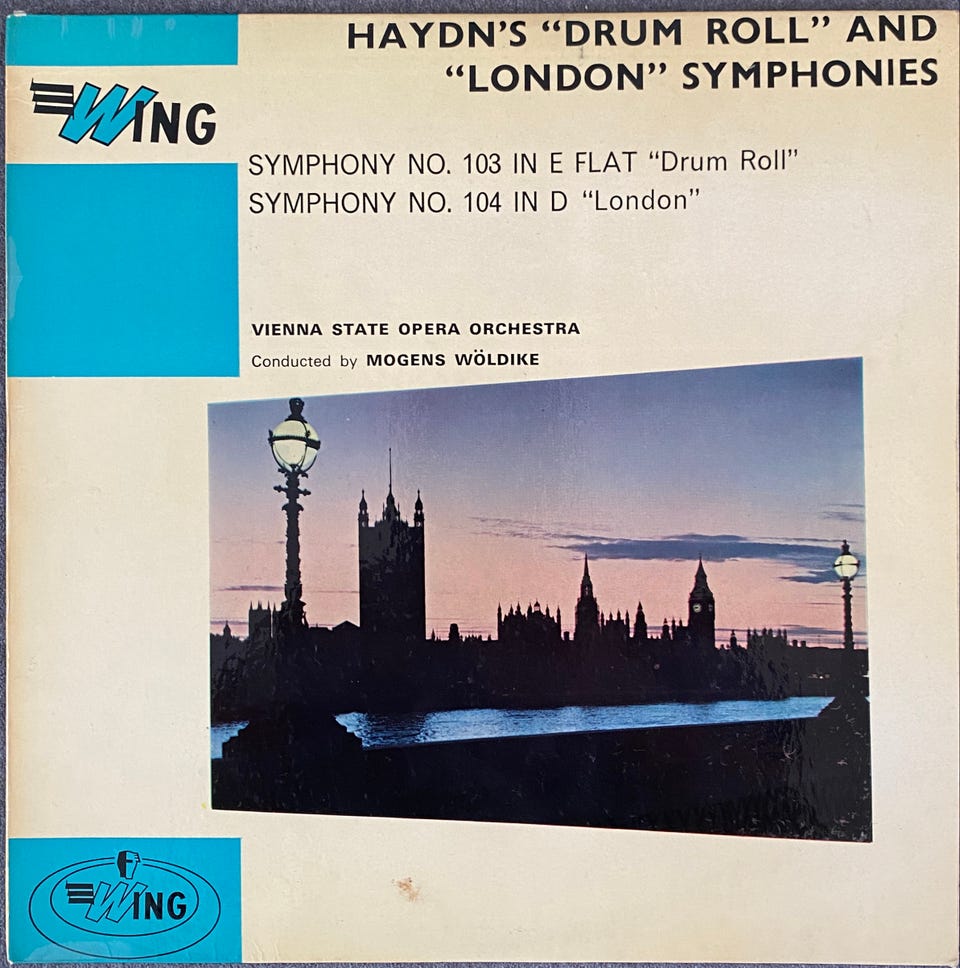 HAYDN'S “DRUM ROLL” AND
“LONDON” SYMPHONIES
WING
SYMPHONY NO. 103 IN E FLAT “Drum Roll”
SYMPHONY NO. 104 IN D “London”
VIENNA STATE OPERA ORCHESTRA
Conducted by MOGENS WÖLDIKE
WING